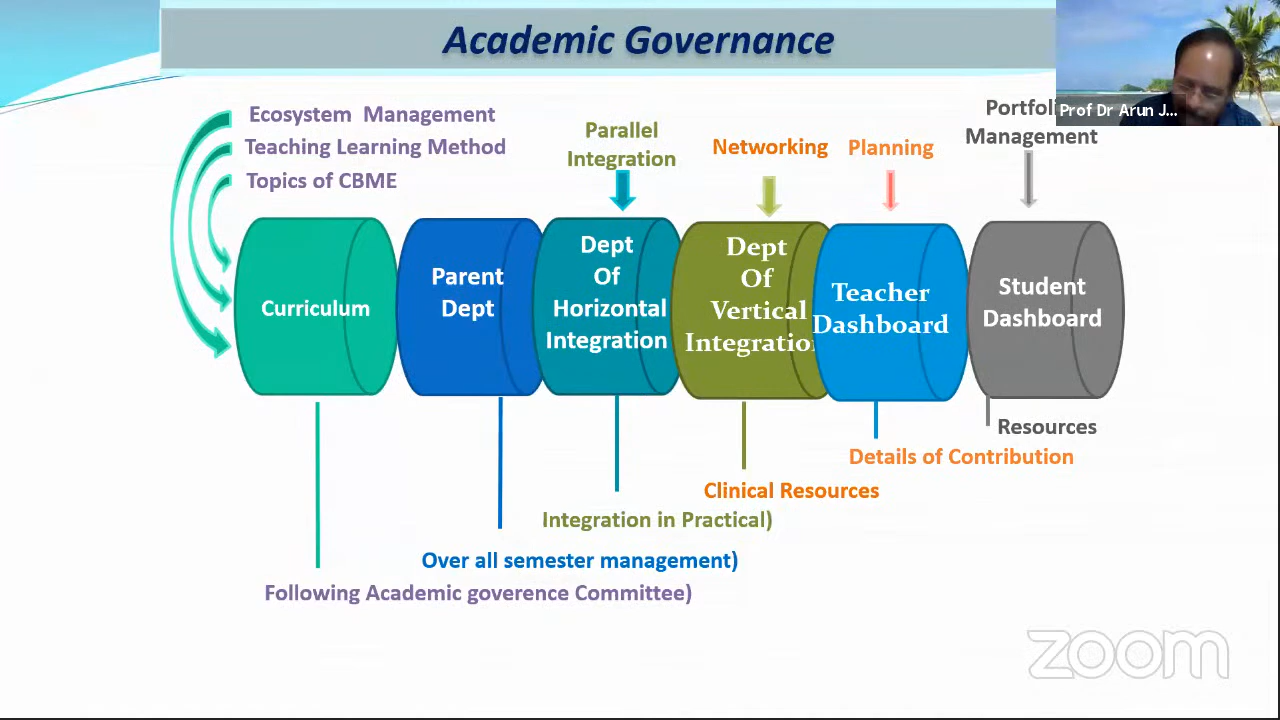 Academic Governance
Prof Dr Arun J...
Ecosystem Management
Teaching Learning Method
Topics of CBME
Parallel
Integration
Networking
Planning
Portfoli
Management
Curriculum
Parent
Dept
Dept
Of
Horizontal
Integration
Dept
Of
Vertical
Integratio
Teacher
Dashboard
Student
Dashboard
Resources
Details of Contribution
Clinical Resources
Integration in Practical)
Over all semester management)
Following Academic goverence Committee)
zoom